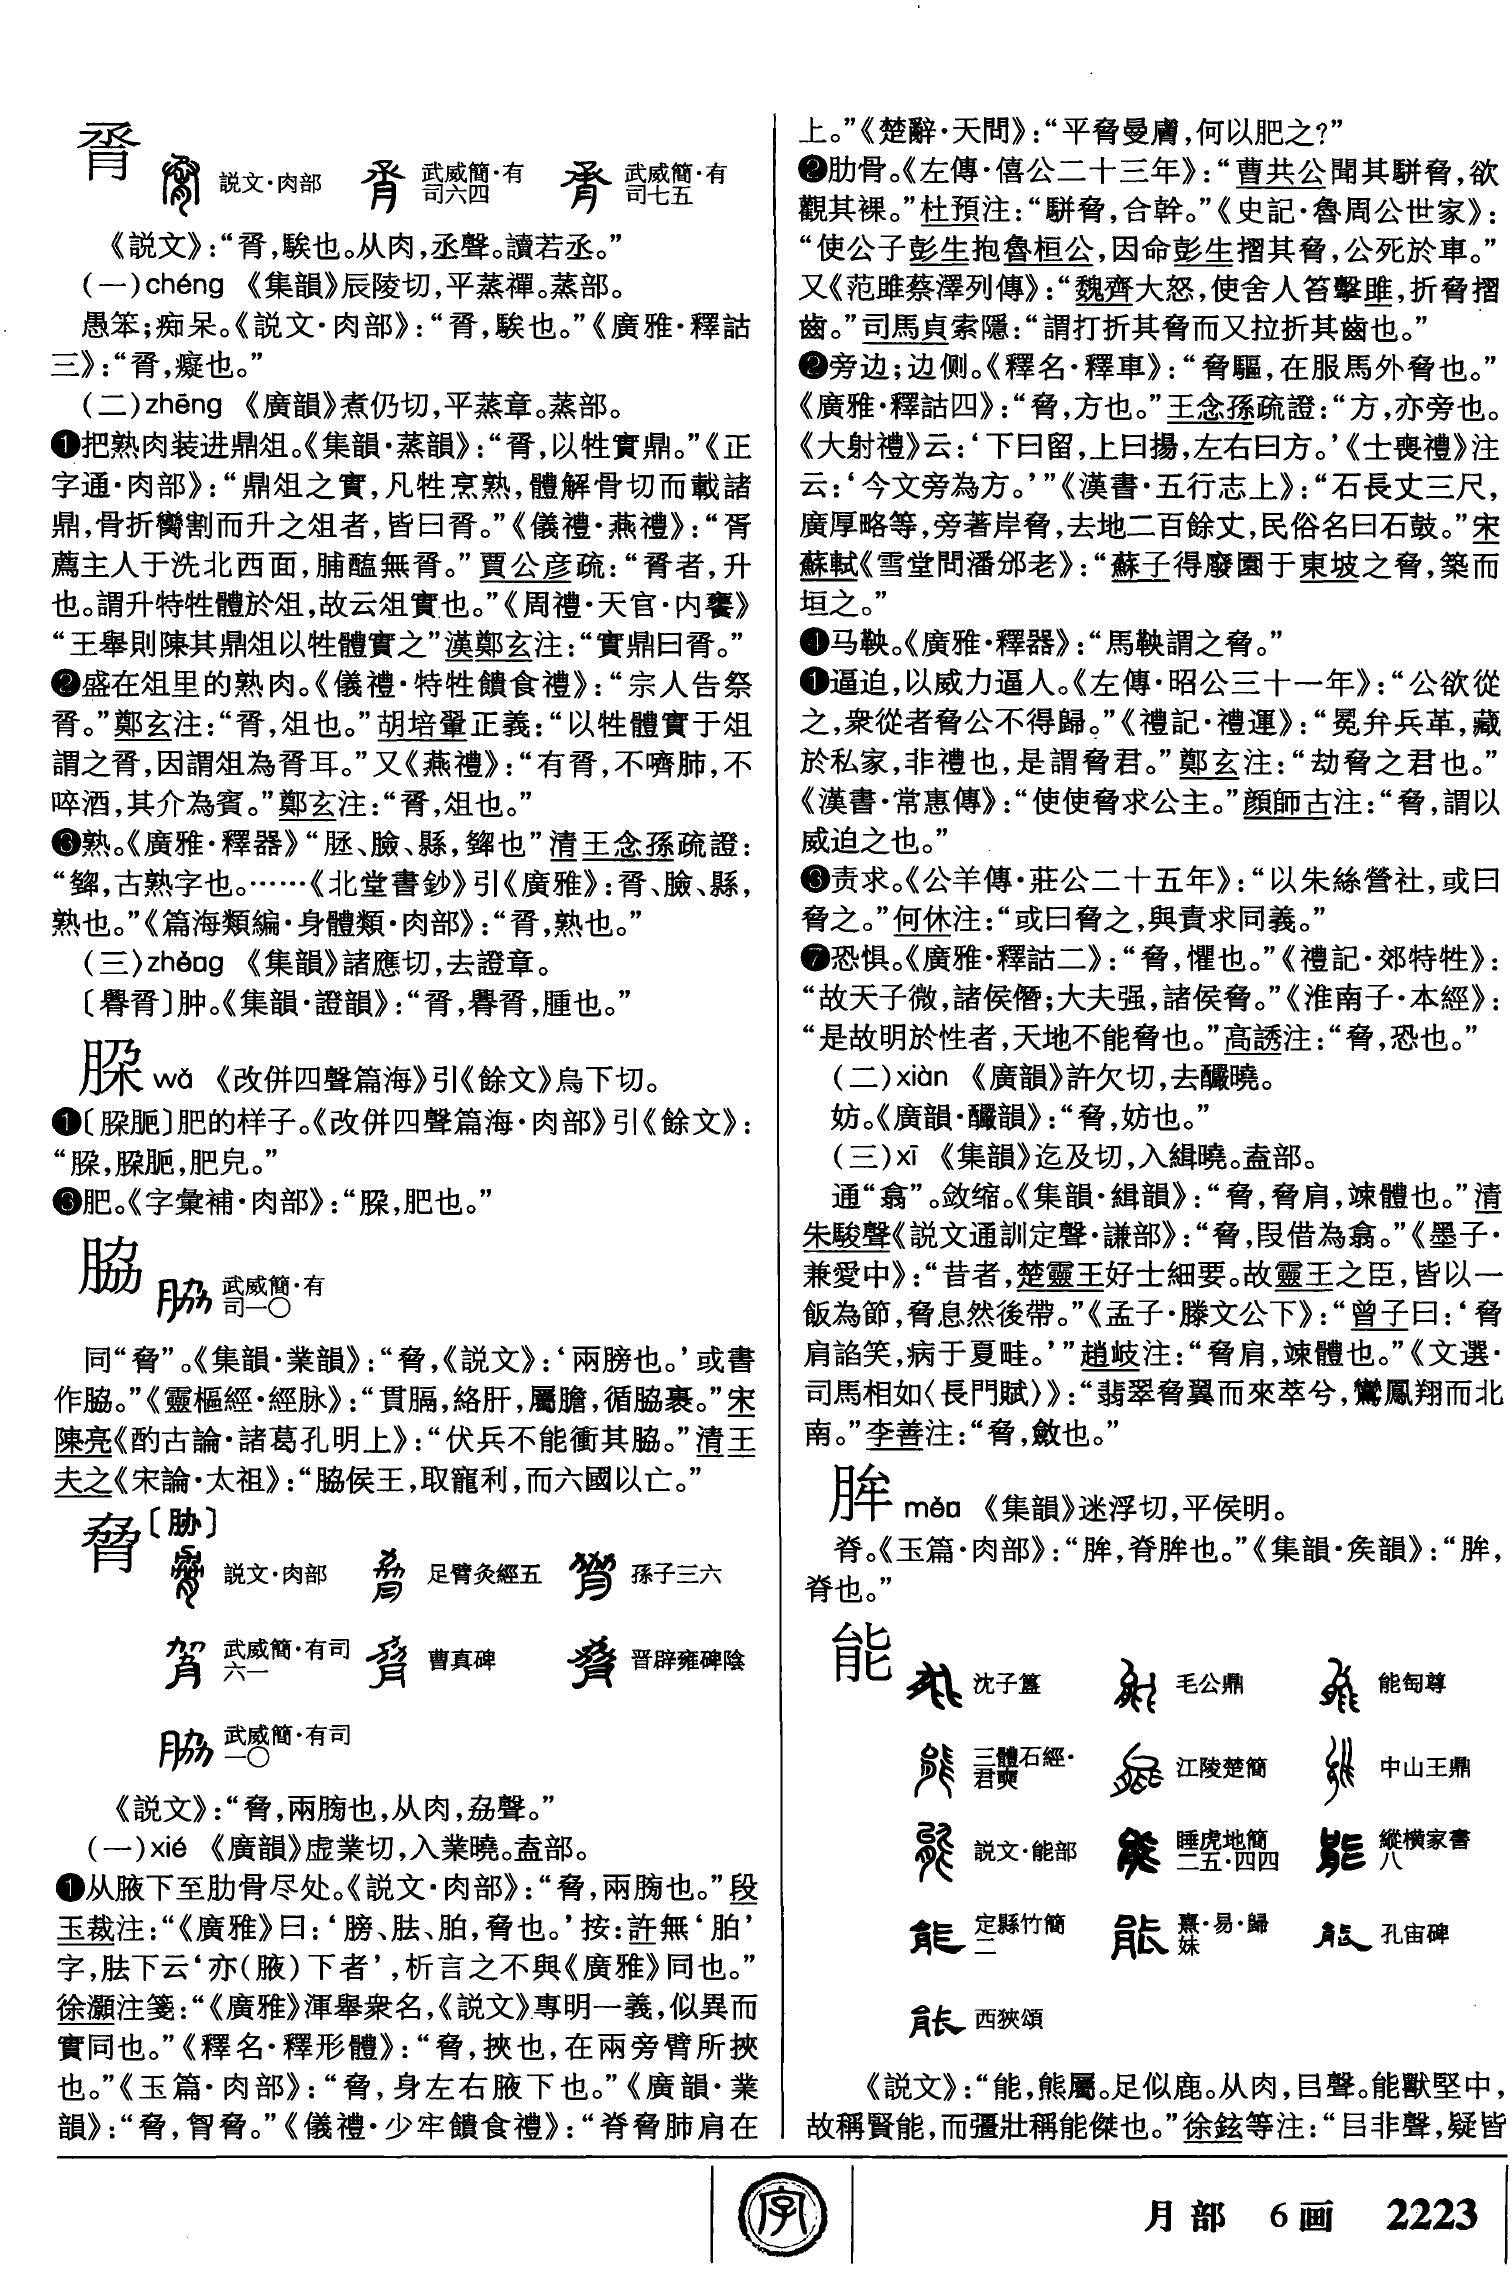 脀
説文·肉部 武威簡·有司六四 武威簡·有司七五
《説文》：“脀，騃也。从肉，丞聲。讀若丞。”
(一)chéng 《集韻》辰陵切，平蒸禪。蒸部。
愚笨；痴呆。《説文·肉部》：“脀，騃也。”《廣雅·釋詁
三》：“脀，癡也。”
(二)zhēng 《廣韻》煮仍切，平蒸章。蒸部。
❶把熟肉装进鼎俎。《集韻·蒸韻》：“脀，以牲實鼎。”《正
字通·肉部》：“鼎俎之實，凡牲烹熟，體解骨切而載諸
鼎，骨折臠割而升之俎者，皆曰脀。”《儀禮·燕禮》：“脀
薦主人于洗北西面，脯醢無脀。”賈公彦疏：“脀者，升
也。謂升特牲體於俎，故云俎實也。”《周禮·天官·内饔》
“王舉則陳其鼎俎以牲體實之”漢鄭玄注：“實鼎曰脀。”
❷盛在俎里的熟肉。《儀禮·特牲饋食禮》：“宗人告祭
脀。”鄭玄注：“脀，俎也。”胡培翬正義：“以牲體實于俎
謂之脀，因謂俎為脀耳。”又《燕禮》：“有脀，不嚌肺，不
啐酒，其介為賓。”鄭玄注：“脀，俎也。”
❸熟。《廣雅·釋器》“脀、臉、縣，也”清王念孫疏證：
“，古熟字也。……《北堂書鈔》引《廣雅》：脀、臉、縣，
熟也。”《篇海類編·身體類·肉部》：“脀，熟也。”
(三)zhěng 《集韻》諸應切，去證章。
〔脀〕肿。《集韻·證韻》：“脀，脀，腫也。”
wǎ 《改併四聲篇海》引《餘文》烏下切。
❶〔〕肥的样子。《改併四聲篇海·肉部》引《餘文》：
“，肥皃。”
❸肥。《字彙補·肉部》：“，肥也。”
脇
武威簡·有司一〇
同“脅”。《集韻·業韻》：“脅，《説文》：‘兩膀也。’或書
作脇。”《靈樞經·經脉》：“貫膈，絡肝，屬膽，循脇裏。”宋
陳亮《酌古論·諸葛孔明上》：“伏兵不能衝其脇。”清王
夫之《宋論·太祖》：“脇侯王，取寵利，而六國以亡。”
脅〔胁〕
説文·肉部 足臂灸經五 孫子三六
武威簡·有司六一 曹真碑 晋辟雍碑陰
武威簡·有司一〇
《説文》：“脅，兩膀也，从肉，劦聲。”
(一)xié 《廣韻》虚業切，入業曉。盍部。
❶从腋下至肋骨尽处。《説文·肉部》：“脅，兩膀也。”段
玉裁注：“《廣雅》曰：‘膀、胠、胉，脅也。’按：許無‘胉’
字，胠下云‘亦（腋）下者’，析言之不與《廣雅》同也。”
徐灝注箋：“《廣雅》渾舉衆名，《説文》專明一義，似異而
實同也。”《釋名·釋形體》：“脅，挾也，在兩旁臂所挾
也。”《玉篇·肉部》：“脅，身左右腋下也。”《廣韻·業
韻》：“脅，胷脅。”《儀禮·少牢饋食禮》：“脊脅肺肩在
上。”《楚辭·天問》：“平脅曼膚，何以肥之？”
❷肋骨。《左傳·僖公二十三年》：“曹共公聞其駢脅，欲
觀其裸。”杜預注：“駢脅，合幹。”《史記·魯周公世家》：
“使公子彭生抱魯桓公，因命彭生摺其脅，公死於車。”
又《范雎蔡澤列傳》：“魏齊大怒，使舍人笞擊雎，折脅摺
齒。”司馬貞索隱：“謂打折其脅而又拉折其齒也。”
❷旁边；边侧。《釋名·釋車》：“脅驅，在服馬外脅也。”
《廣雅·釋詁四》：“脅，方也。”王念孫疏證：“方，亦旁也。
《大射禮》云：‘下曰留，上曰揚，左右曰方。’《士喪禮》注
云：‘今文旁為方。’”《漢書·五行志上》：“石長丈三尺，
廣厚略等，旁著岸脅，去地二百餘丈，民俗名曰石鼓。”宋
蘇軾《雪堂問潘邠老》：“蘇子得廢園于東坡之脅，築而
垣之。”
❶马鞅。《廣雅·釋器》：“馬鞅謂之脅。”
❶逼迫，以威力逼人。《左傳·昭公三十一年》：“公欲從
之，衆從者脅公不得歸。”《禮記·禮運》：“冕弁兵革，藏
於私家，非禮也，是謂脅君。”鄭玄注：“劫脅之君也。”
《漢書·常惠傳》：“使使脅求公主。”顔師古注：“脅，謂以
威迫之也。”
❸责求。《公羊傳·莊公二十五年》：“以朱絲營社，或曰
脅之。”何休注：“或曰脅之，與責求同義。”
❼恐惧。《廣雅·釋詁二》：“脅，懼也。”《禮記·郊特牲》：
“故天子微，諸侯僭；大夫强，諸侯脅。”《淮南子·本經》：
“是故明於性者，天地不能脅也。”高誘注：“脅，恐也。”
(二)xiàn 《廣韻》許欠切，去釅曉。
妨。《廣韻·釅韻》：“脅，妨也。”
(三)xī 《集韻》迄及切，入緝曉。盍部。
通“翕”。敛缩。《集韻·緝韻》：“脅，脅肩，竦體也。”清
朱駿聲《説文通訓定聲·謙部》：“脅，叚借為翕。”《墨子·
兼愛中》：“昔者，楚靈王好士細要。故靈王之臣，皆以一
飯為節，脅息然後帶。”《孟子·滕文公下》：“曾子曰：‘脅
肩諂笑，病于夏畦。’”趙岐注：“脅肩，竦體也。”《文選·
司馬相如〈長門賦〉》：“翡翠脅翼而來萃兮，鸞鳳翔而北
南。”李善注：“脅，斂也。”
脺 《集韻》迷浮切，平侯明。
脊。《玉篇·肉部》：“，脊也。”《集韻·矦韻》：“，
脊也。”
能
沈子簋 毛公鼎 能匋尊
三體石經·君奭 江陵楚簡 中山王鼎
説文·能部 睡虎地簡二五·四四 縱横家書八
定縣竹簡二 熹·易·歸妹 孔宙碑
西狹頌
《説文》：“能，熊屬。足似鹿。从肉，㠯聲。能獸堅中，
故稱賢能，而彊壯稱能傑也。”徐鉉等注：“㠯非聲，疑皆
字
月部 6画 2223